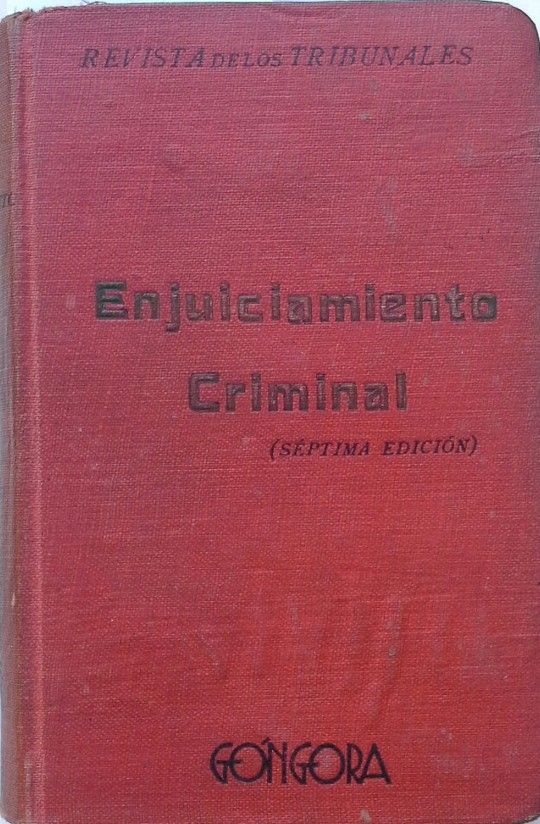 REVISTA DE LOS TRIBUNALES
Enjuiciamiento
Criminal
(SÉPTIMA EDICIÓN)
GÓNGORA